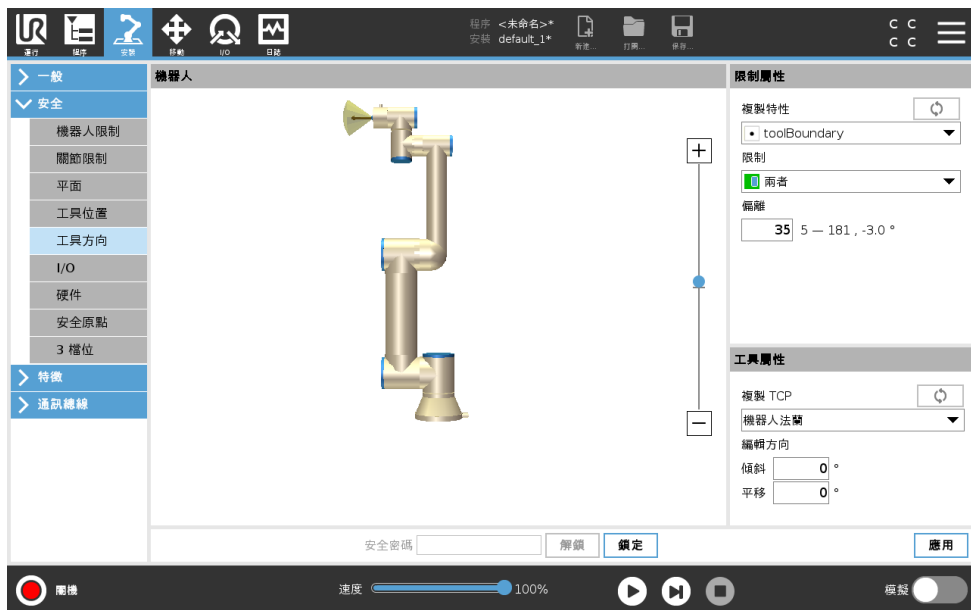 UR
運行
程序
安裝
移動
I/O
日誌
程序 <未命名>*
安裝 default_1*
新建...
打開...
保存...
C C
C C
一般
安全
機器人限制
關節限制
平面
工具位置
工具方向
I/O
硬件
安全原點
3 檔位
特徵
通訊總線
機器人
限制屬性
複製特性
toolBoundary
限制
兩者
偏離
35 5 — 181 , -3.0 °
工具屬性
複製 TCP
機器人法蘭
編輯方向
傾斜 0 °
平移 0 °
安全密碼
解鎖
鎖定
應用
關機
速度
100%
模擬